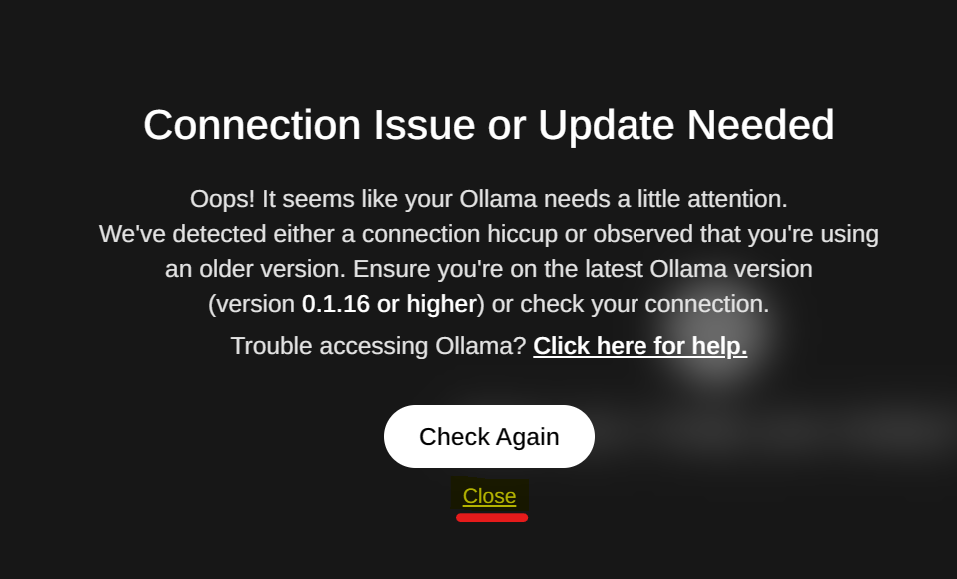 Connection Issue or Update Needed
Oops! It seems like your Ollama needs a little attention.
We've detected either a connection hiccup or observed that you're using
an older version. Ensure you're on the latest Ollama version
(version 0.1.16 or higher) or check your connection.
Trouble accessing Ollama? Click here for help.
Check Again
Close